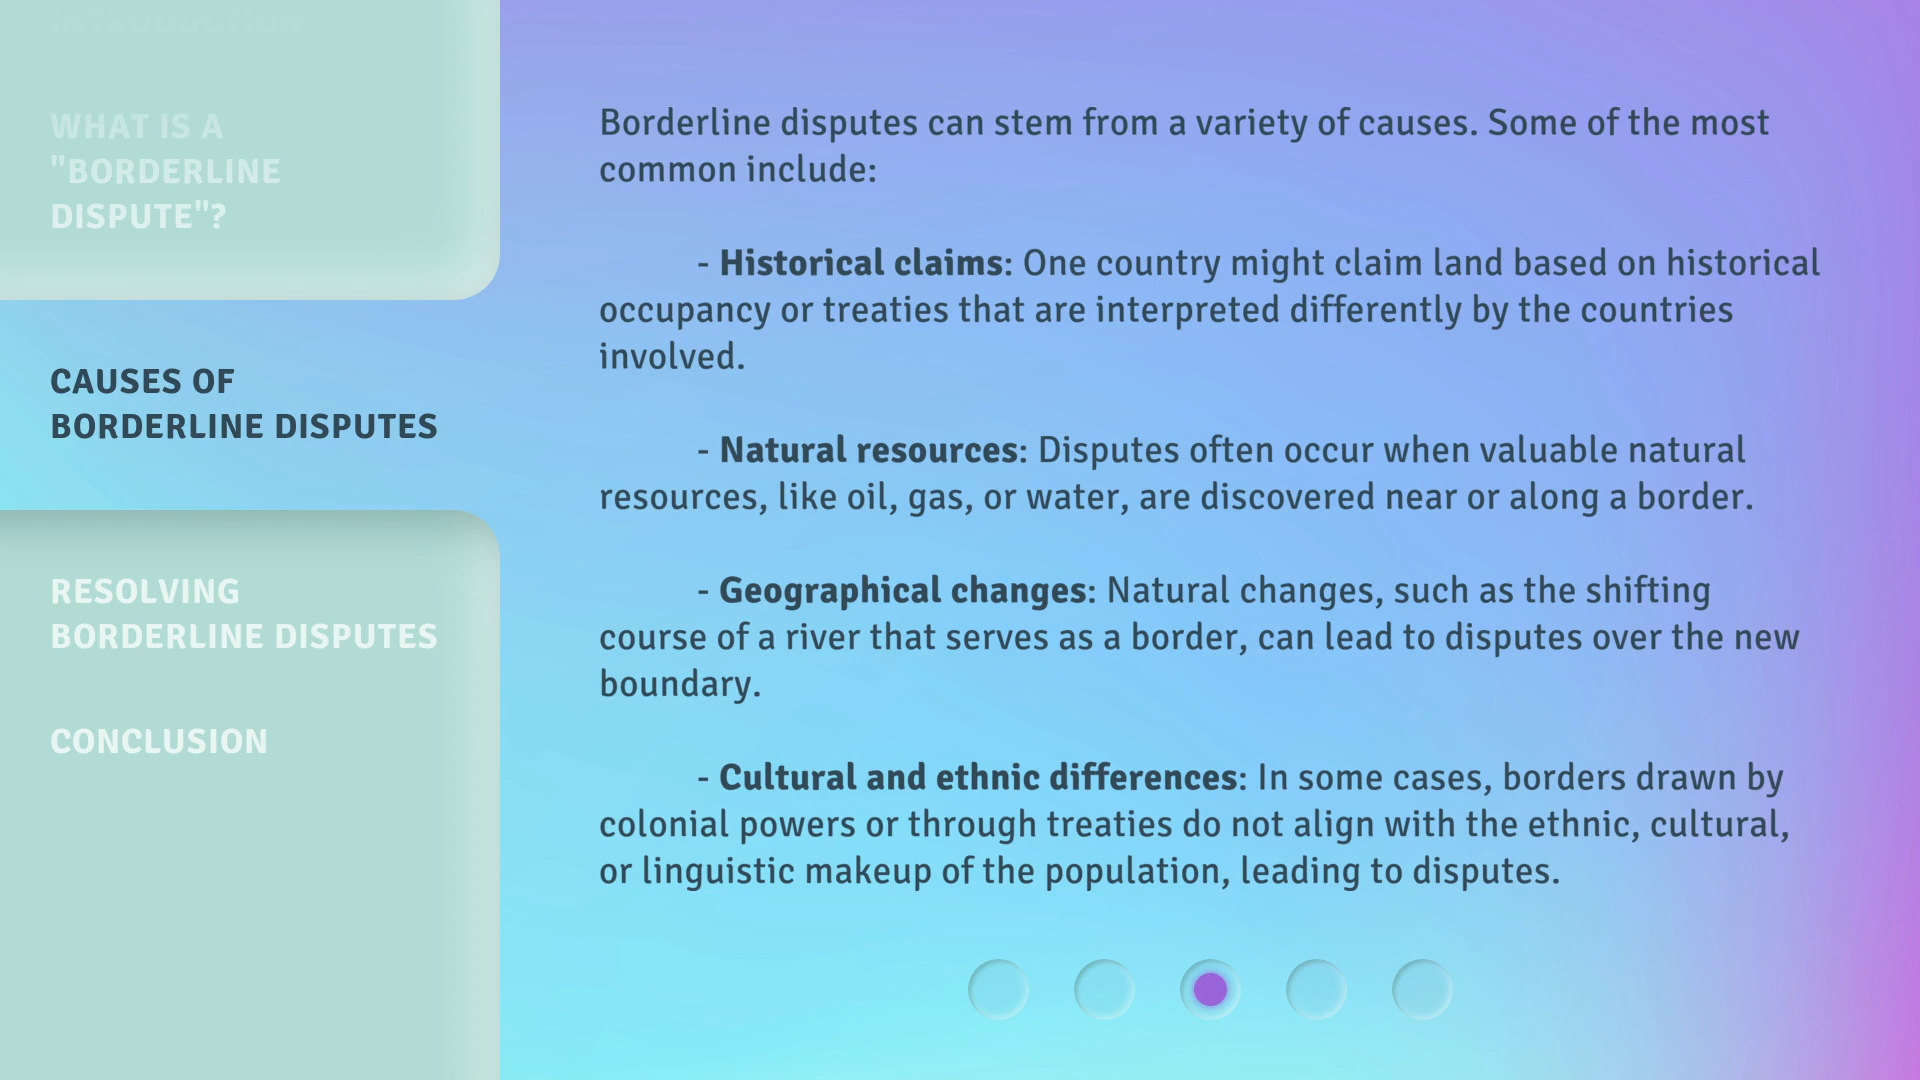 INTRODUCTION
WHAT IS A
"BORDERLINE
DISPUTE"?
CAUSES OF
BORDERLINE DISPUTES
RESOLVING
BORDERLINE DISPUTES
CONCLUSION
Borderline disputes can stem from a variety of causes. Some of the most
common include:
- Historical claims: One country might claim land based on historical
occupancy or treaties that are interpreted differently by the countries
involved.
- Natural resources: Disputes often occur when valuable natural
resources, like oil, gas, or water, are discovered near or along a border.
- Geographical changes: Natural changes, such as the shifting
course of a river that serves as a border, can lead to disputes over the new
boundary.
- Cultural and ethnic differences: In some cases, borders drawn by
colonial powers or through treaties do not align with the ethnic, cultural,
or linguistic makeup of the population, leading to disputes.